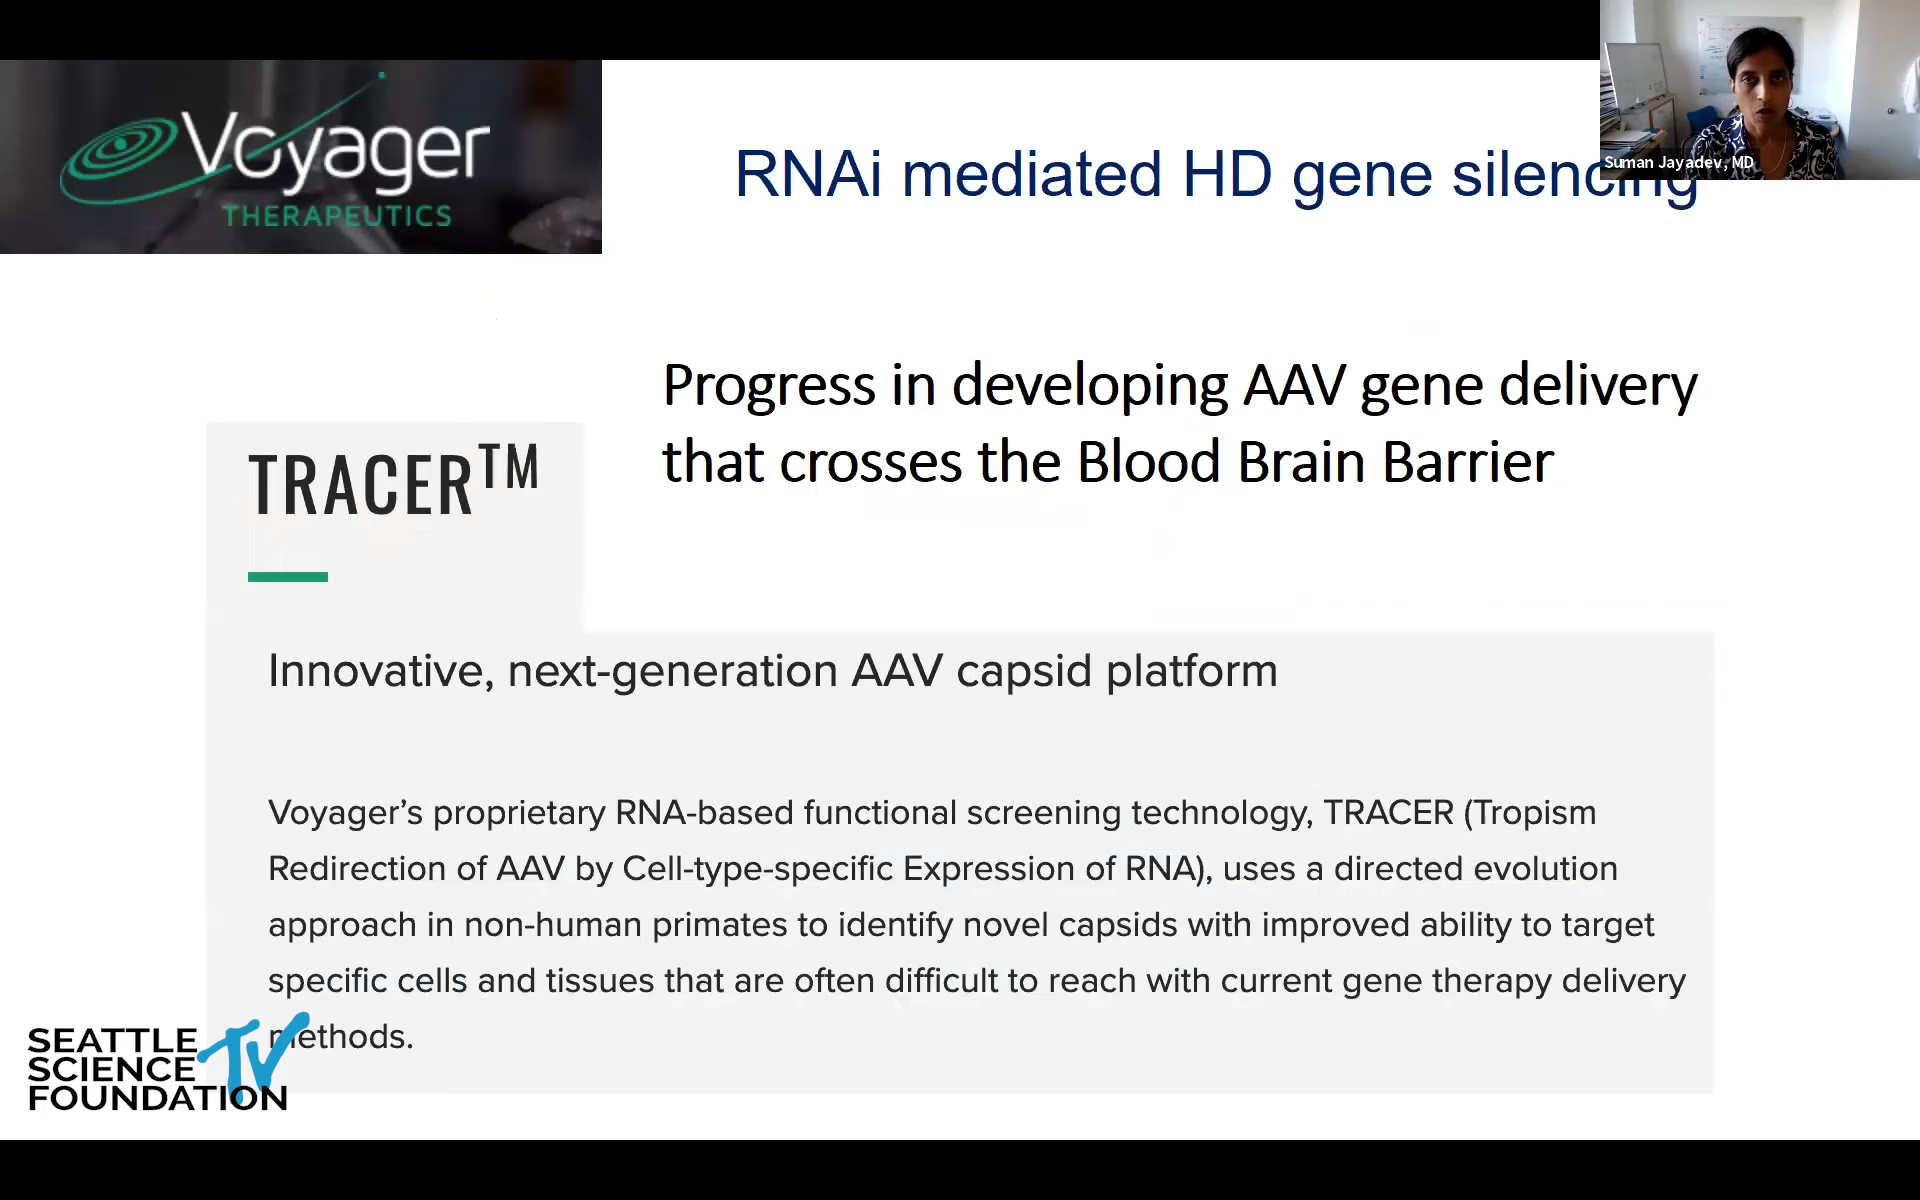 Voyager
THERAPEUTICS
RNAi mediated HD gene silencing
Suman Jayadev, MD
Progress in developing AAV gene delivery
that crosses the Blood Brain Barrier
TRACER™
Innovative, next-generation AAV capsid platform
Voyager’s proprietary RNA-based functional screening technology, TRACER (Tropism
Redirection of AAV by Cell-type-specific Expression of RNA), uses a directed evolution
approach in non-human primates to identify novel capsids with improved ability to target
specific cells and tissues that are often difficult to reach with current gene therapy delivery
methods.
SEATTLE
SCIENCE
FOUNDATION
TV